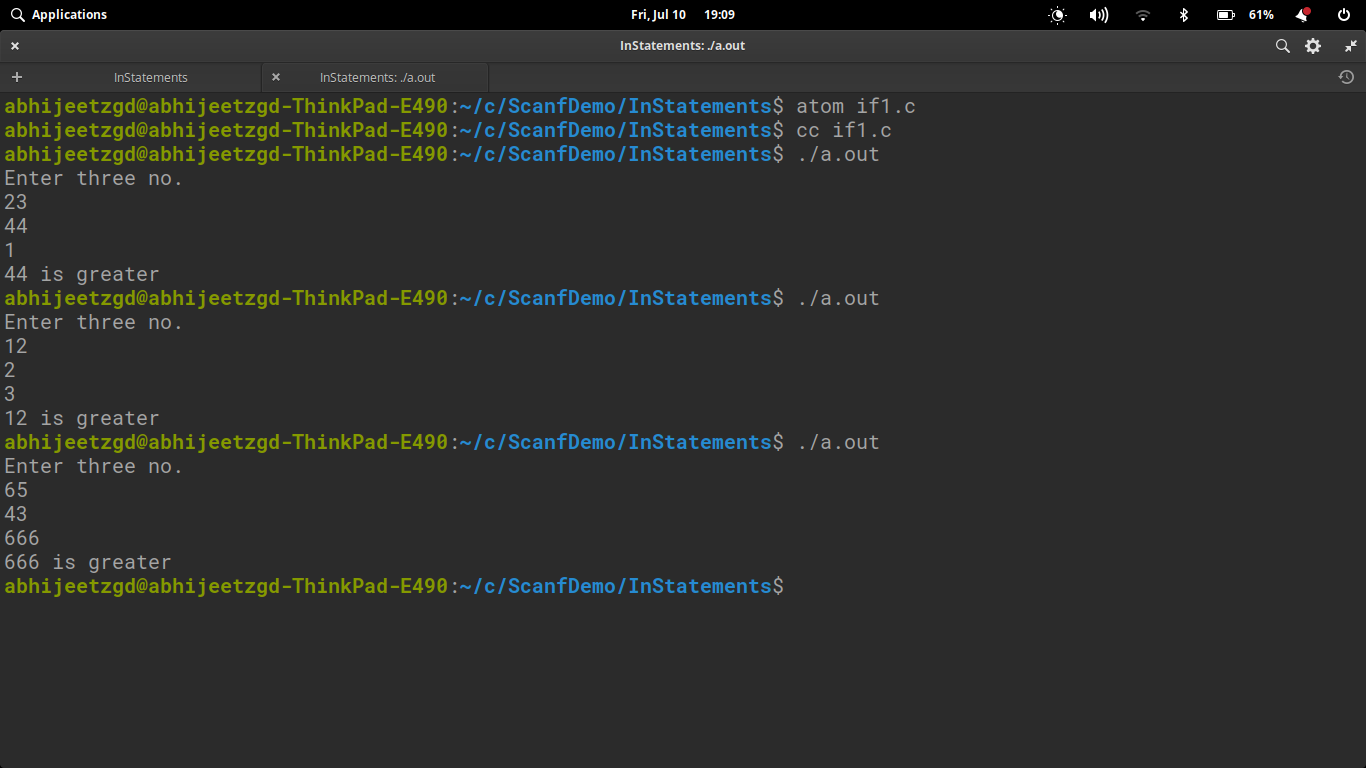 Applications Fri, Jul 10 19:09 61%
InStatements: ./a.out
InStatements InStatements: ./a.out
abhijeetzgd@abhijeetzgd-ThinkPad-E490:~/c/ScanfDemo/InStatements$ atom if1.c
abhijeetzgd@abhijeetzgd-ThinkPad-E490:~/c/ScanfDemo/InStatements$ cc if1.c
abhijeetzgd@abhijeetzgd-ThinkPad-E490:~/c/ScanfDemo/InStatements$ ./a.out
Enter three no.
23
44
1
44 is greater
abhijeetzgd@abhijeetzgd-ThinkPad-E490:~/c/ScanfDemo/InStatements$ ./a.out
Enter three no.
12
2
3
12 is greater
abhijeetzgd@abhijeetzgd-ThinkPad-E490:~/c/ScanfDemo/InStatements$ ./a.out
Enter three no.
65
43
666
666 is greater
abhijeetzgd@abhijeetzgd-ThinkPad-E490:~/c/ScanfDemo/InStatements$